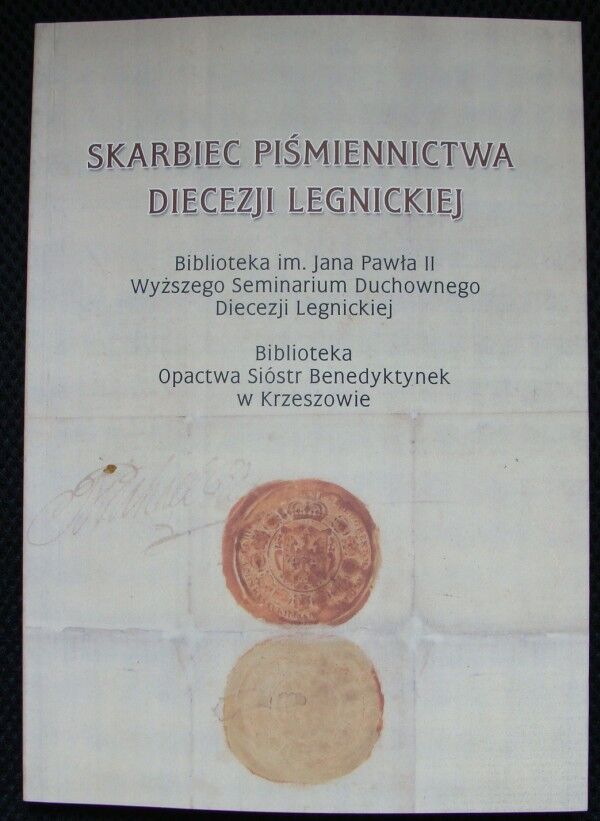 SKARBIEC PIŚMIENNICTWA
DIECEZJI LEGNICKIEJ
Biblioteka im. Jana Pawła II
Wyższego Seminarium Duchownego
Diecezji Legnickiej
Biblioteka
Opactwa Sióstr Benedyktynek
w Krzeszowie